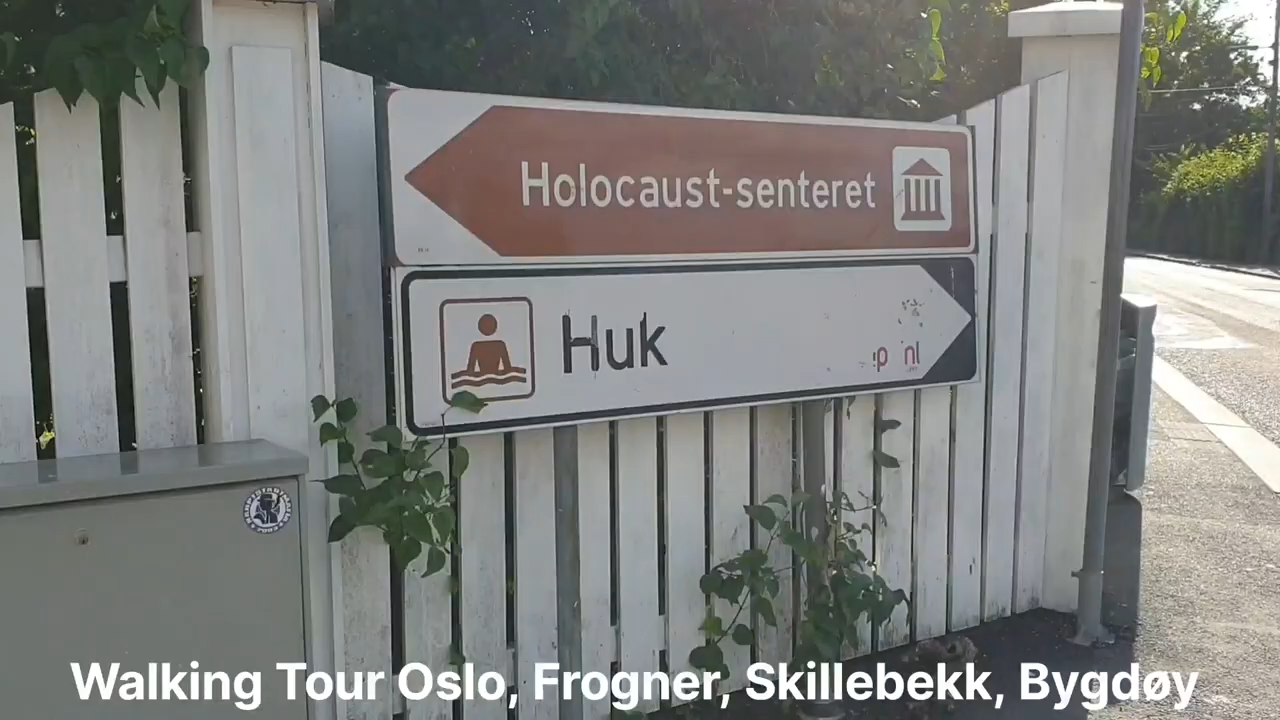 Holocaust-senteret
Huk
Walking Tour Oslo, Frogner, Skillebekk, Bygdøy